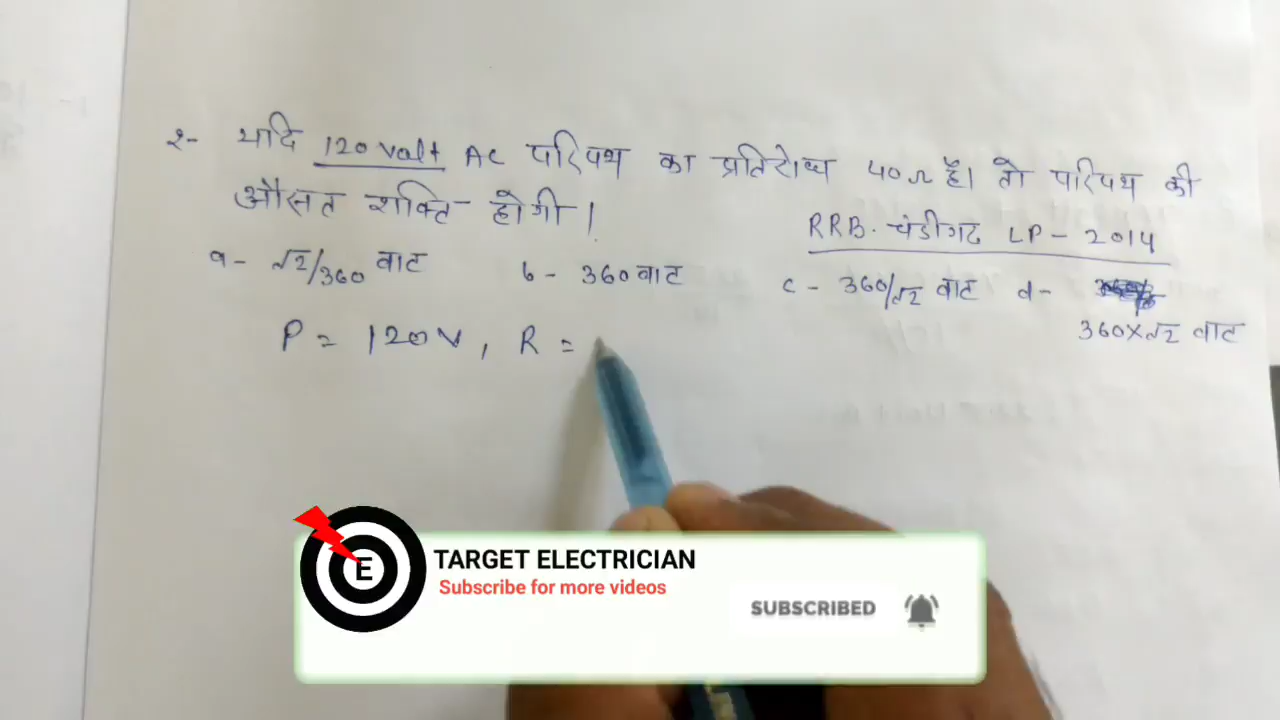 २- यदि 120 Volt AC परिपथ का प्रतिरोध 40Ω है। तो परिपथ की
औसत शक्ति होगी।
RRB. चंडीगढ LP - 2014
a- √2/360 वाट b - 360 वाट c - 360/√2 वाट d-
360×√2 वाट
P = 120V, R =
E
TARGET ELECTRICIAN
Subscribe for more videos
SUBSCRIBED